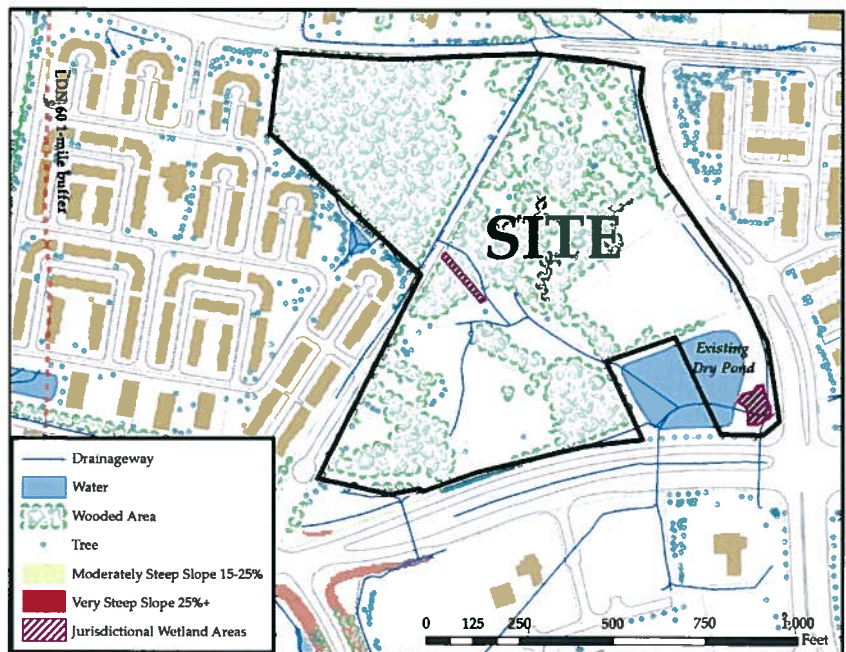 LDN 60 1-mile buffer
SITE
Existing
Dry Pond
Drainageway
Water
Wooded Area
Tree
Moderately Steep Slope 15-25%
Very Steep Slope 25%+
Jurisdictional Wetland Areas
0 125 250 500 750 1,000
Feet